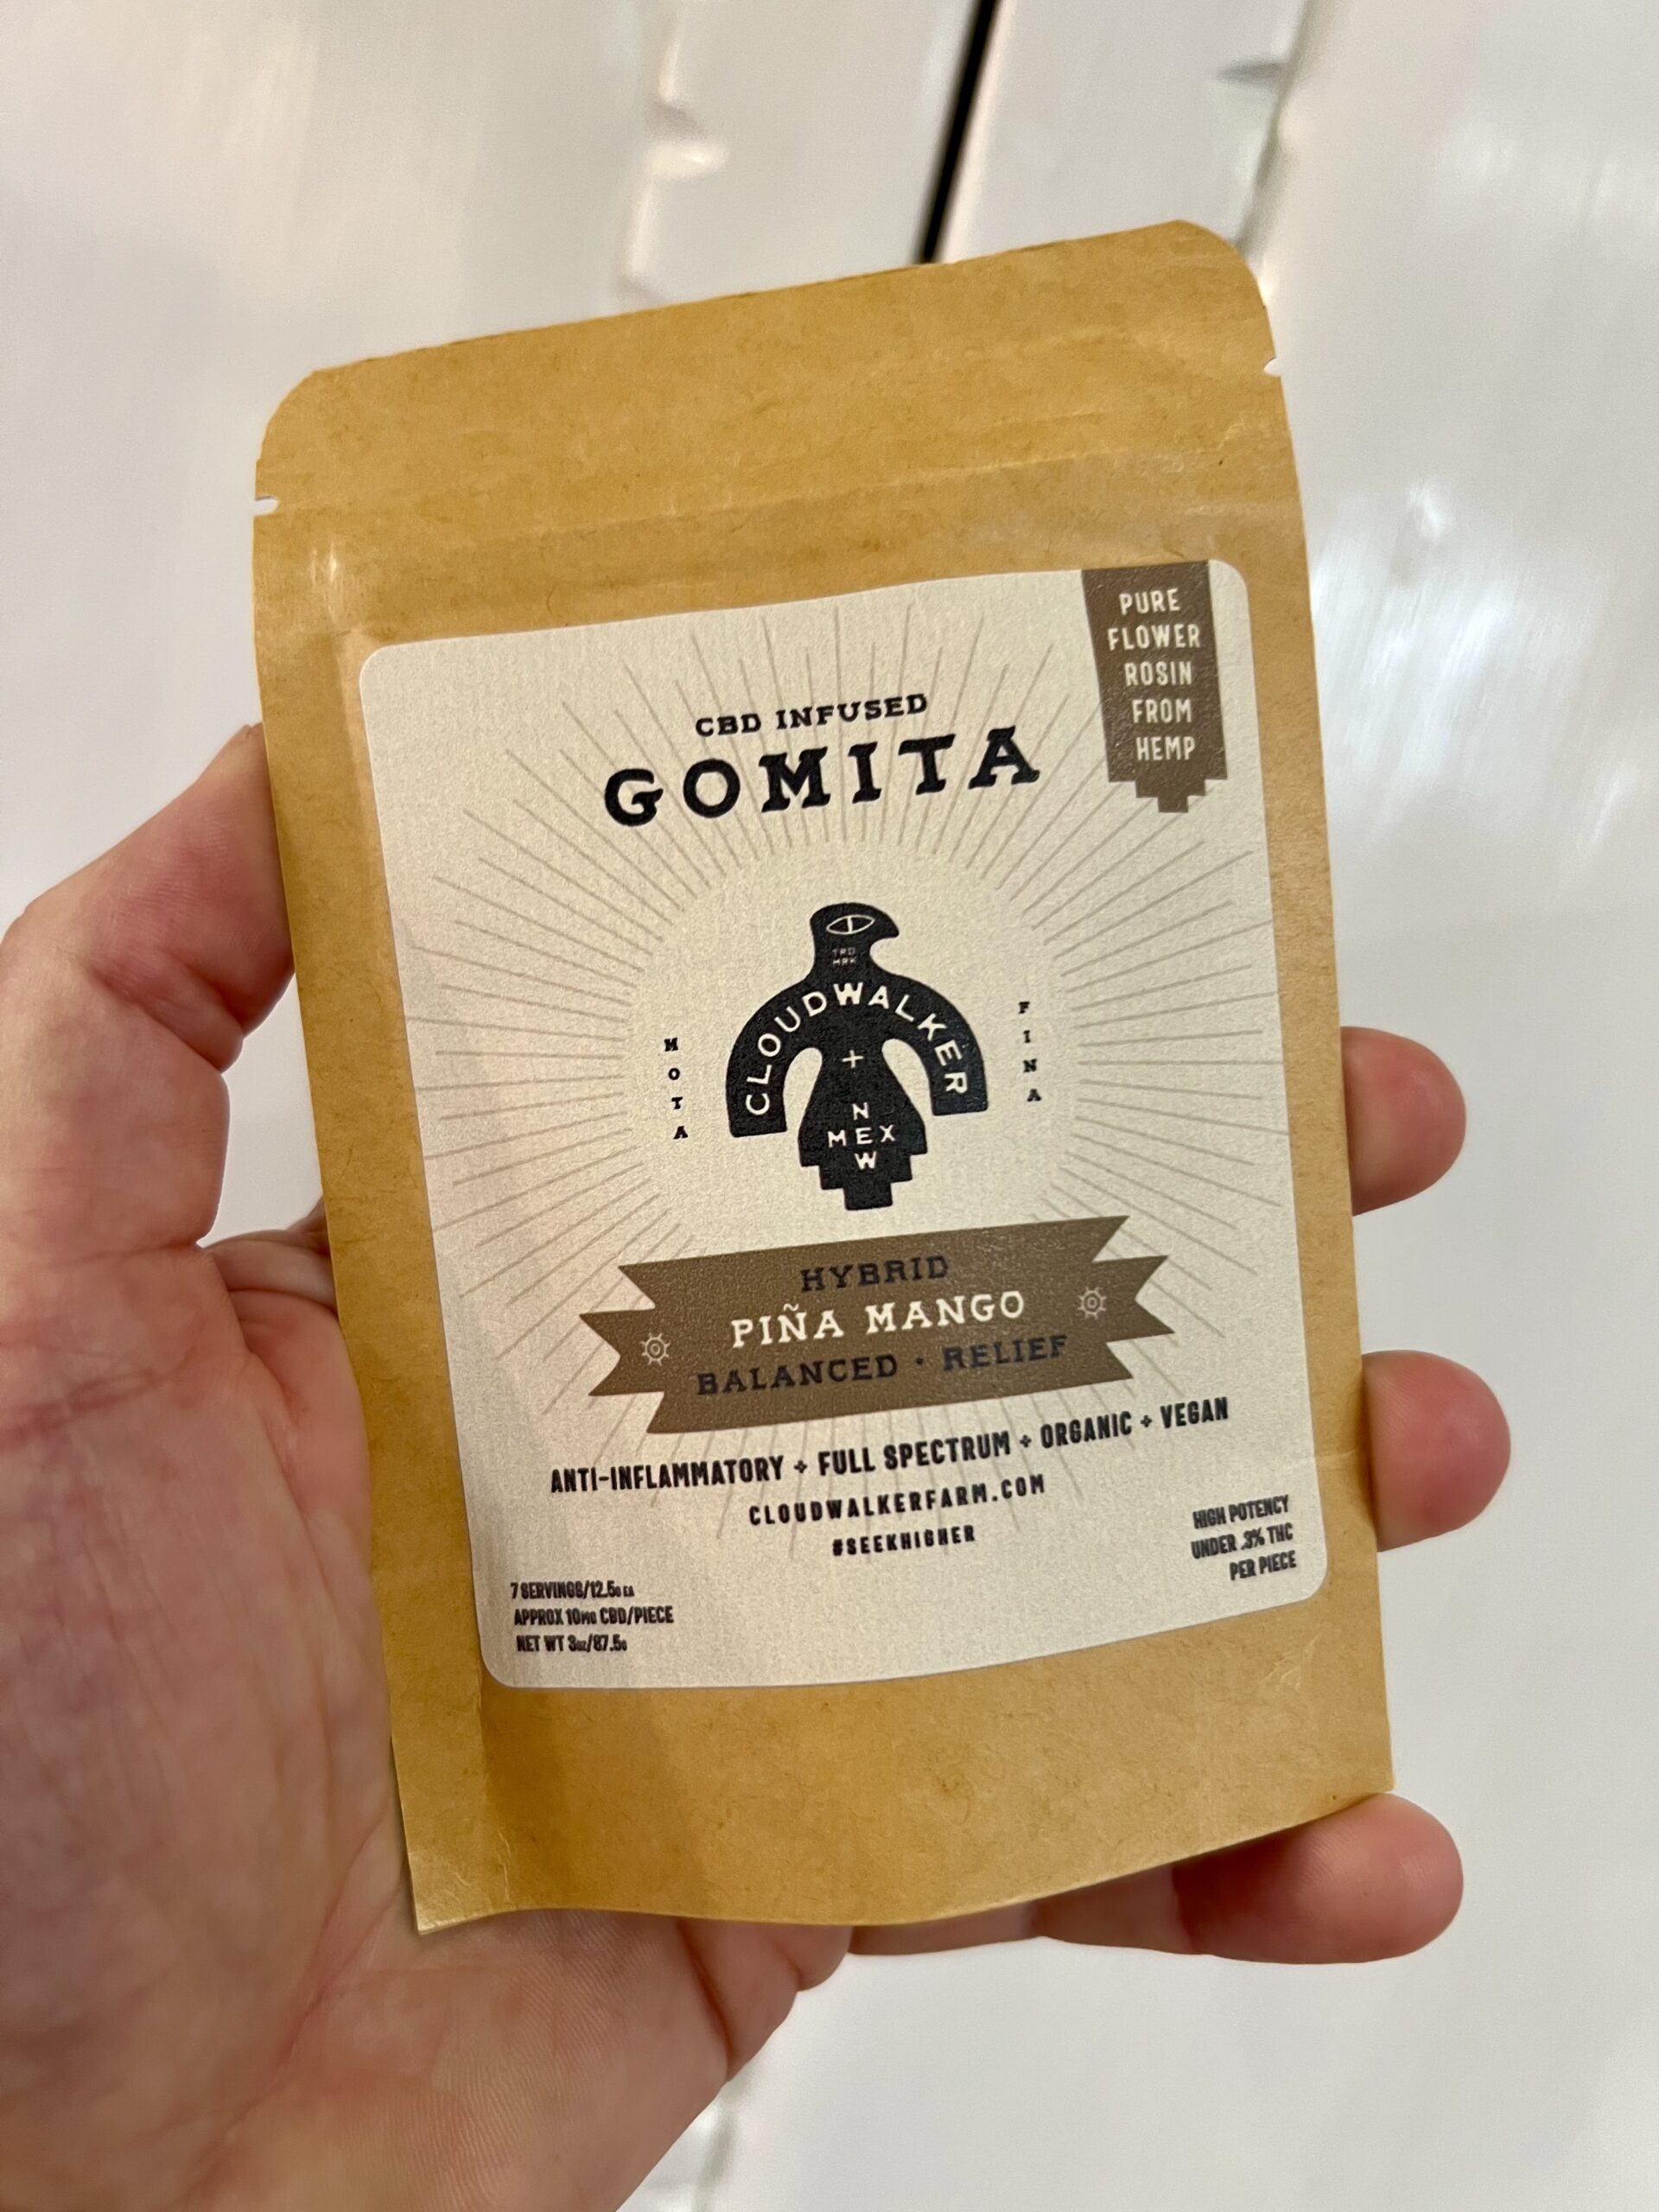 PURE
FLOWER
ROSIN
FROM
HEMP
CBD INFUSED
GOMITA
TRD
MRK
CLOUDWALKER
MOTA
FINA
+
N
MEX
W
HYBRID
PIÑA MANGO
BALANCED • RELIEF
ANTI-INFLAMMATORY + FULL SPECTRUM + ORGANIC + VEGAN
CLOUDWALKERFARM.COM
#SEEKHIGHER
HIGH POTENCY
UNDER .3% THC
PER PIECE
7 SERVINGS/12.5G EA
APPROX 10MG CBD/PIECE
NET WT 3OZ/87.5G